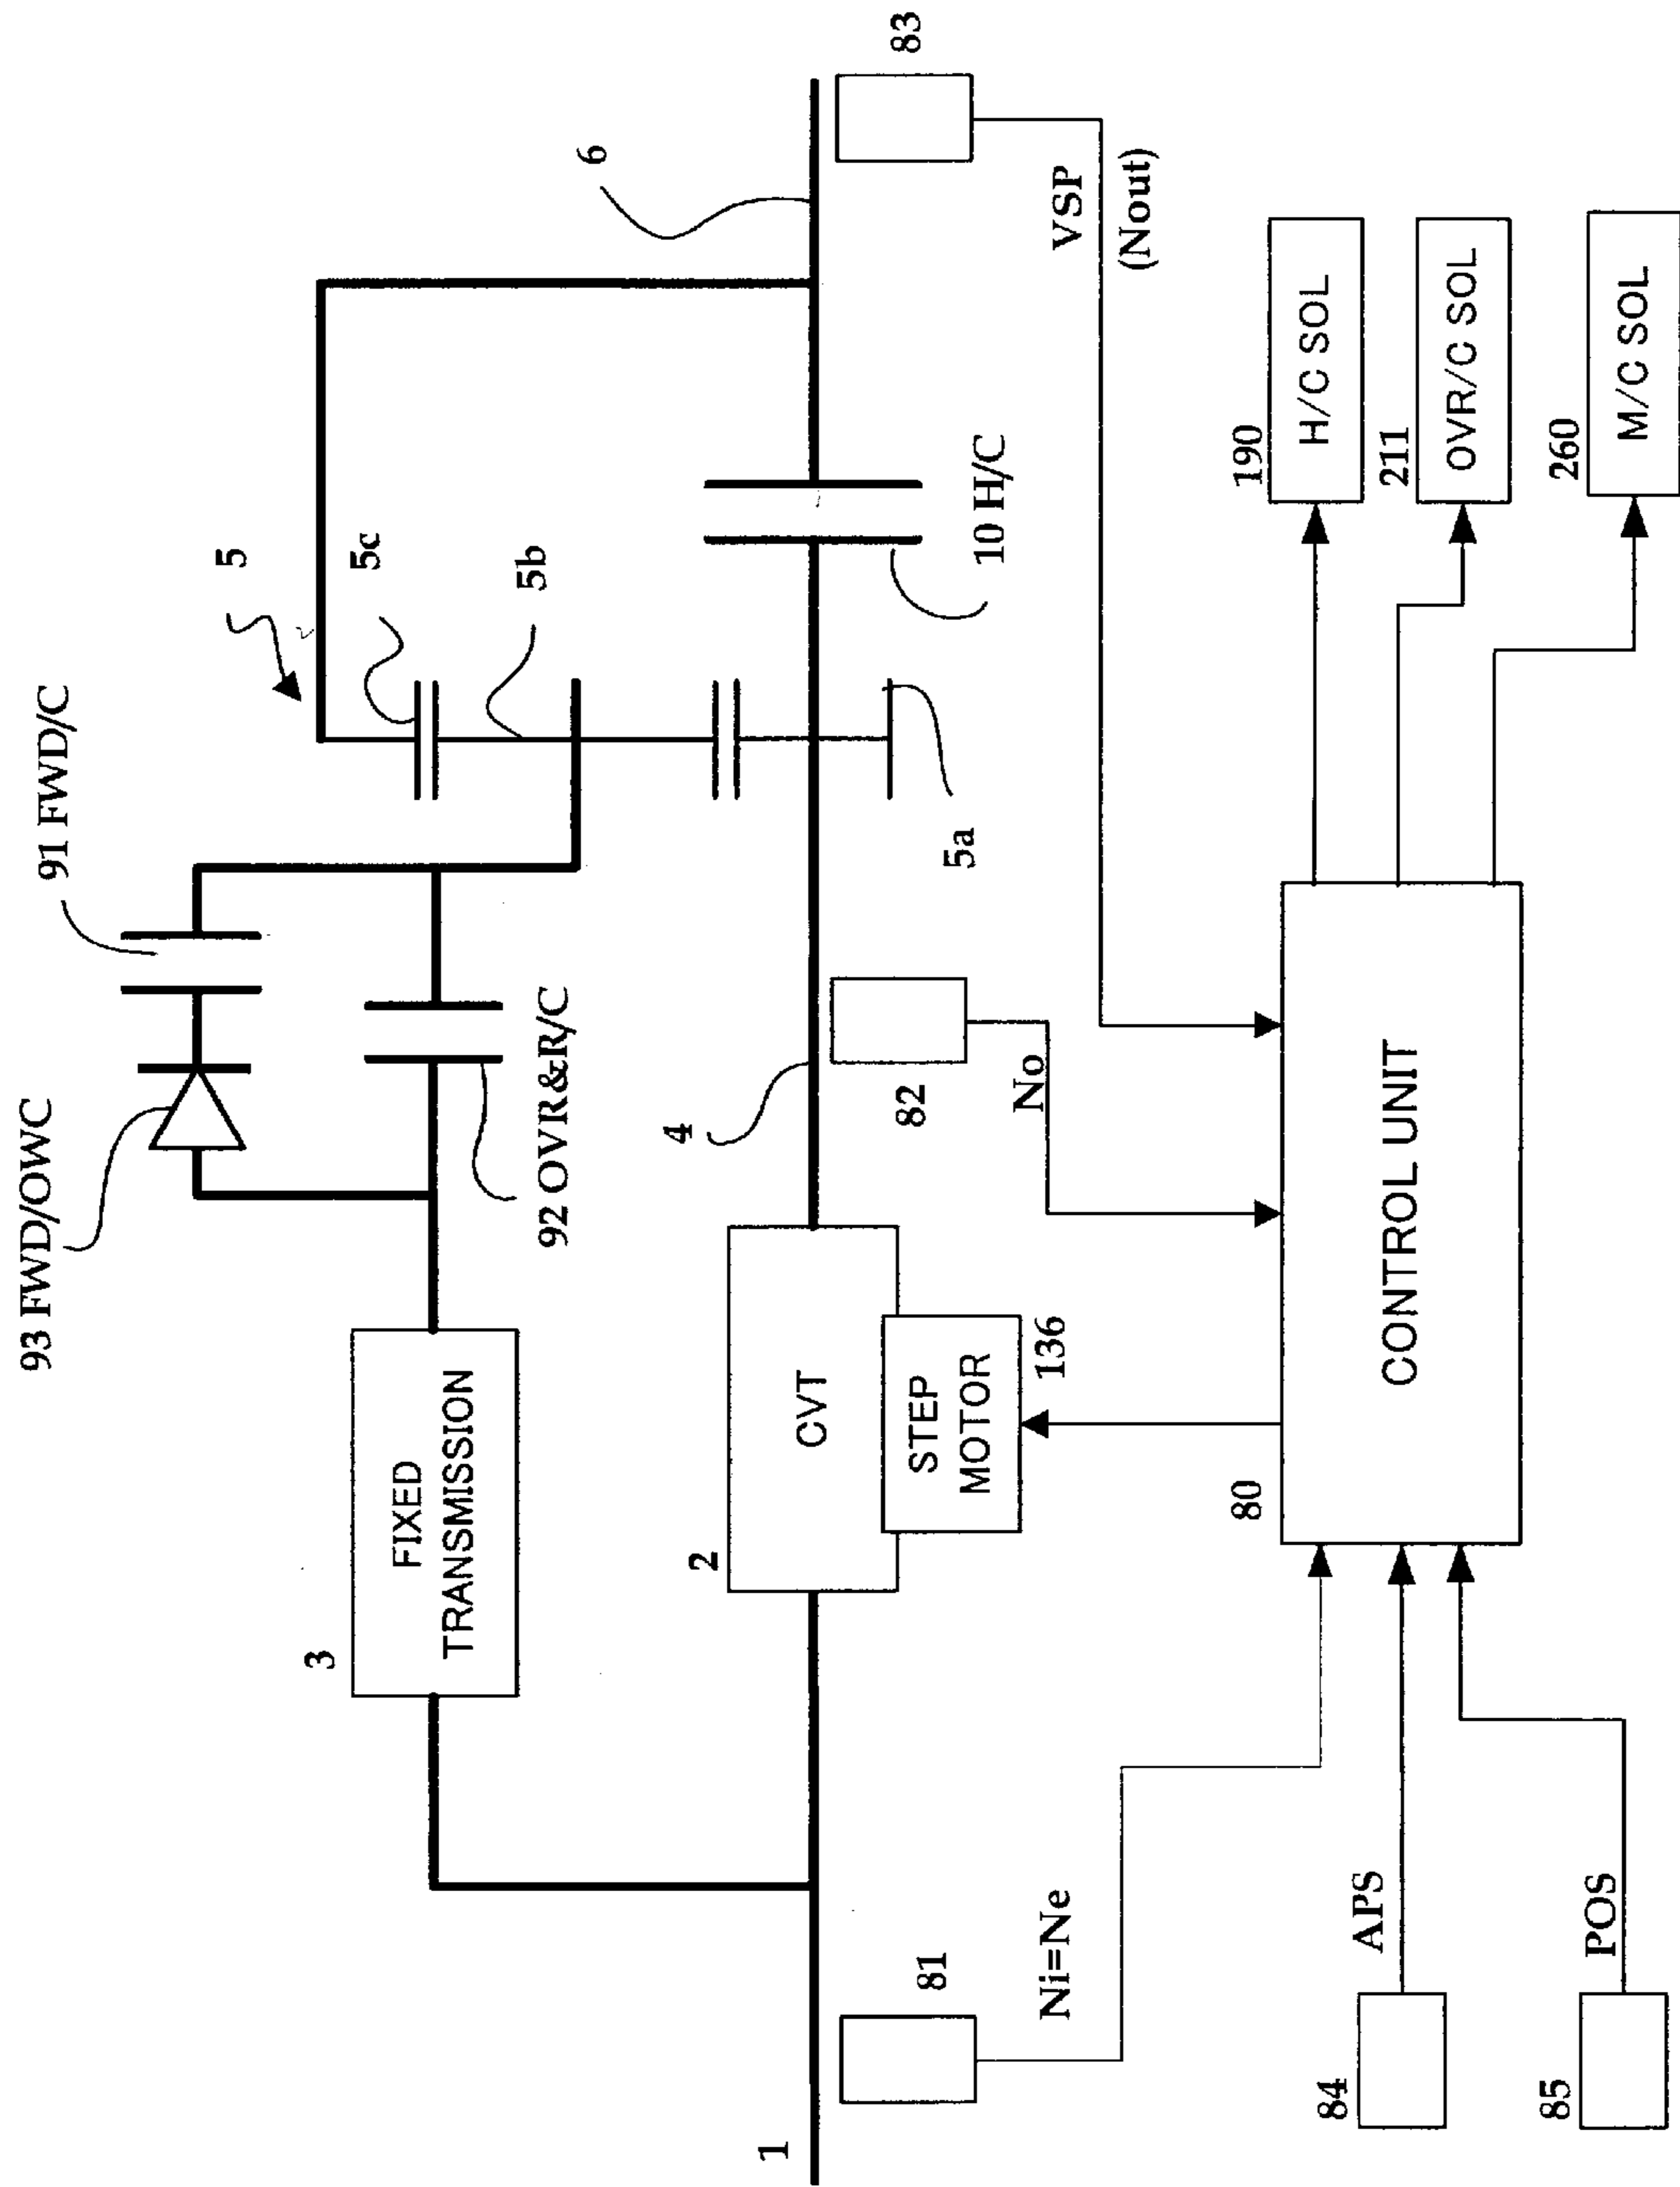 93 FWD/OWC
91 FWD/C
5
5c
5b
6
3
FIXED
TRANSMISSION
92 OVR&R/C
10 H/C
5a
4
2
CVT
STEP
MOTOR
136
82
No
83
VSP
(Nout)
1
81
Ni=Ne
80
CONTROL UNIT
190
H/C SOL
211
OVR/C SOL
260
M/C SOL
84
APS
85
POS